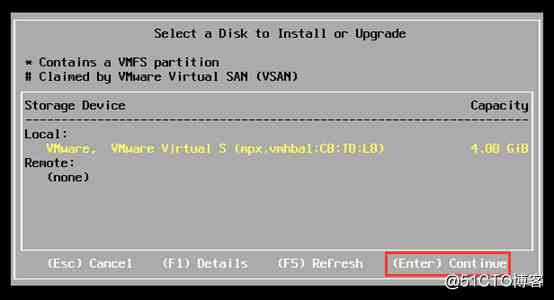 Select a Disk to Install or Upgrade
* Contains a VMFS partition
# Claimed by VMware Virtual SAN (VSAN)
Storage Device Capacity
Local:
VMware, VMware Virtual S (mpx.vmhba1:C0:T0:L0) 4.00 GiB
Remote:
(none)
(Esc) Cancel (F1) Details (F5) Refresh (Enter) Continue
@51CTO博客